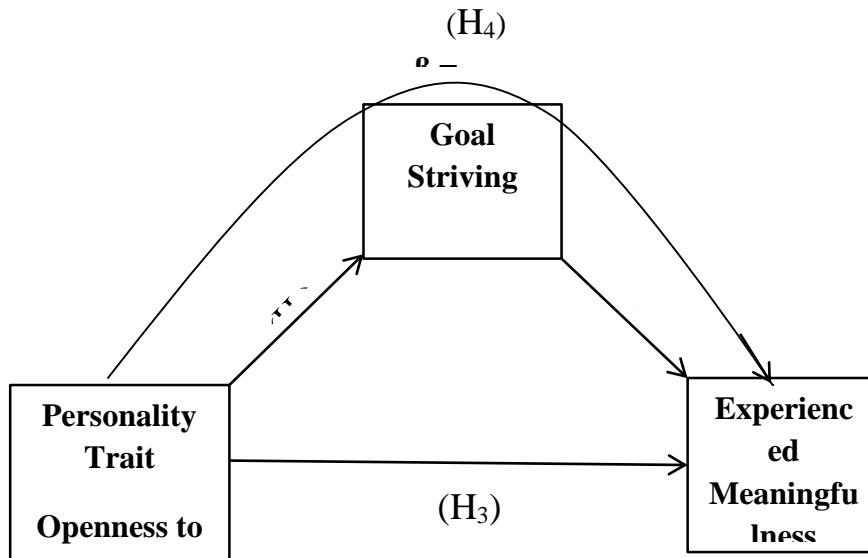 (H4)
Goal
Striving
Personality
Trait
Openness to
(H3)
Experienc
ed
Meaningfu
lness